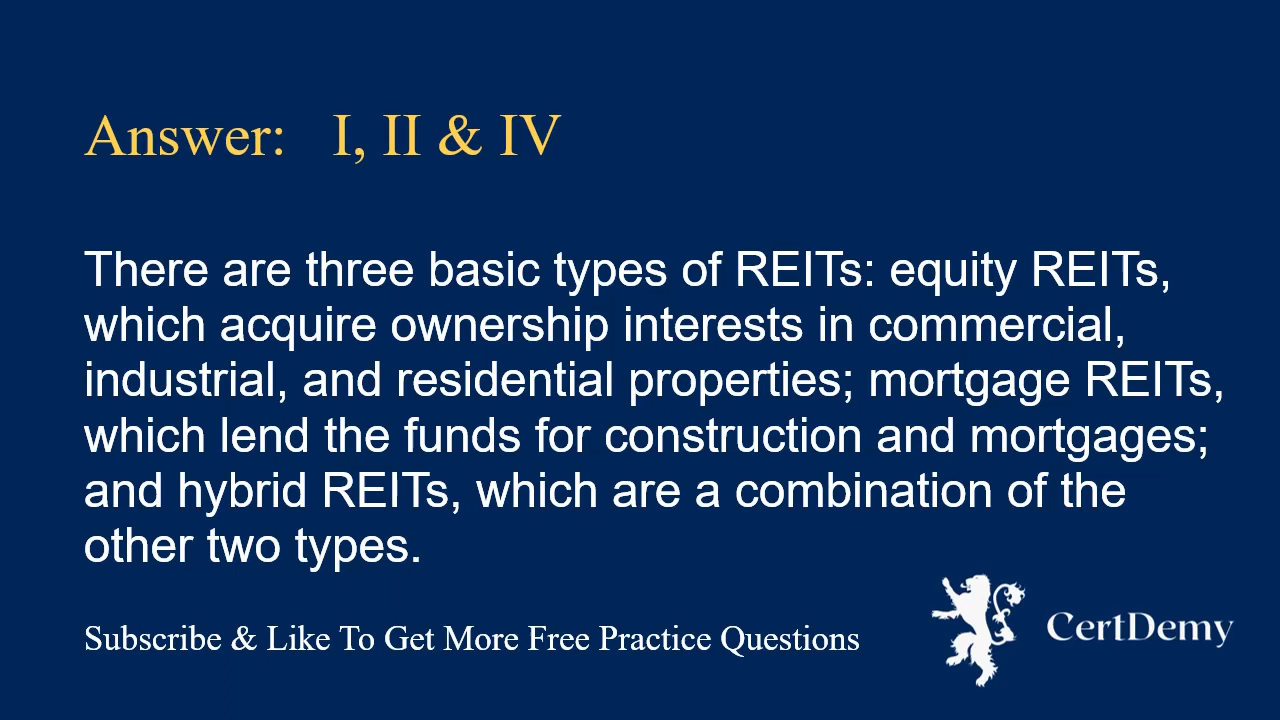 Answer: I, II & IV
There are three basic types of REITs: equity REITs,
which acquire ownership interests in commercial,
industrial, and residential properties; mortgage REITs,
which lend the funds for construction and mortgages;
and hybrid REITs, which are a combination of the
other two types.
Subscribe & Like To Get More Free Practice Questions
CertDemy